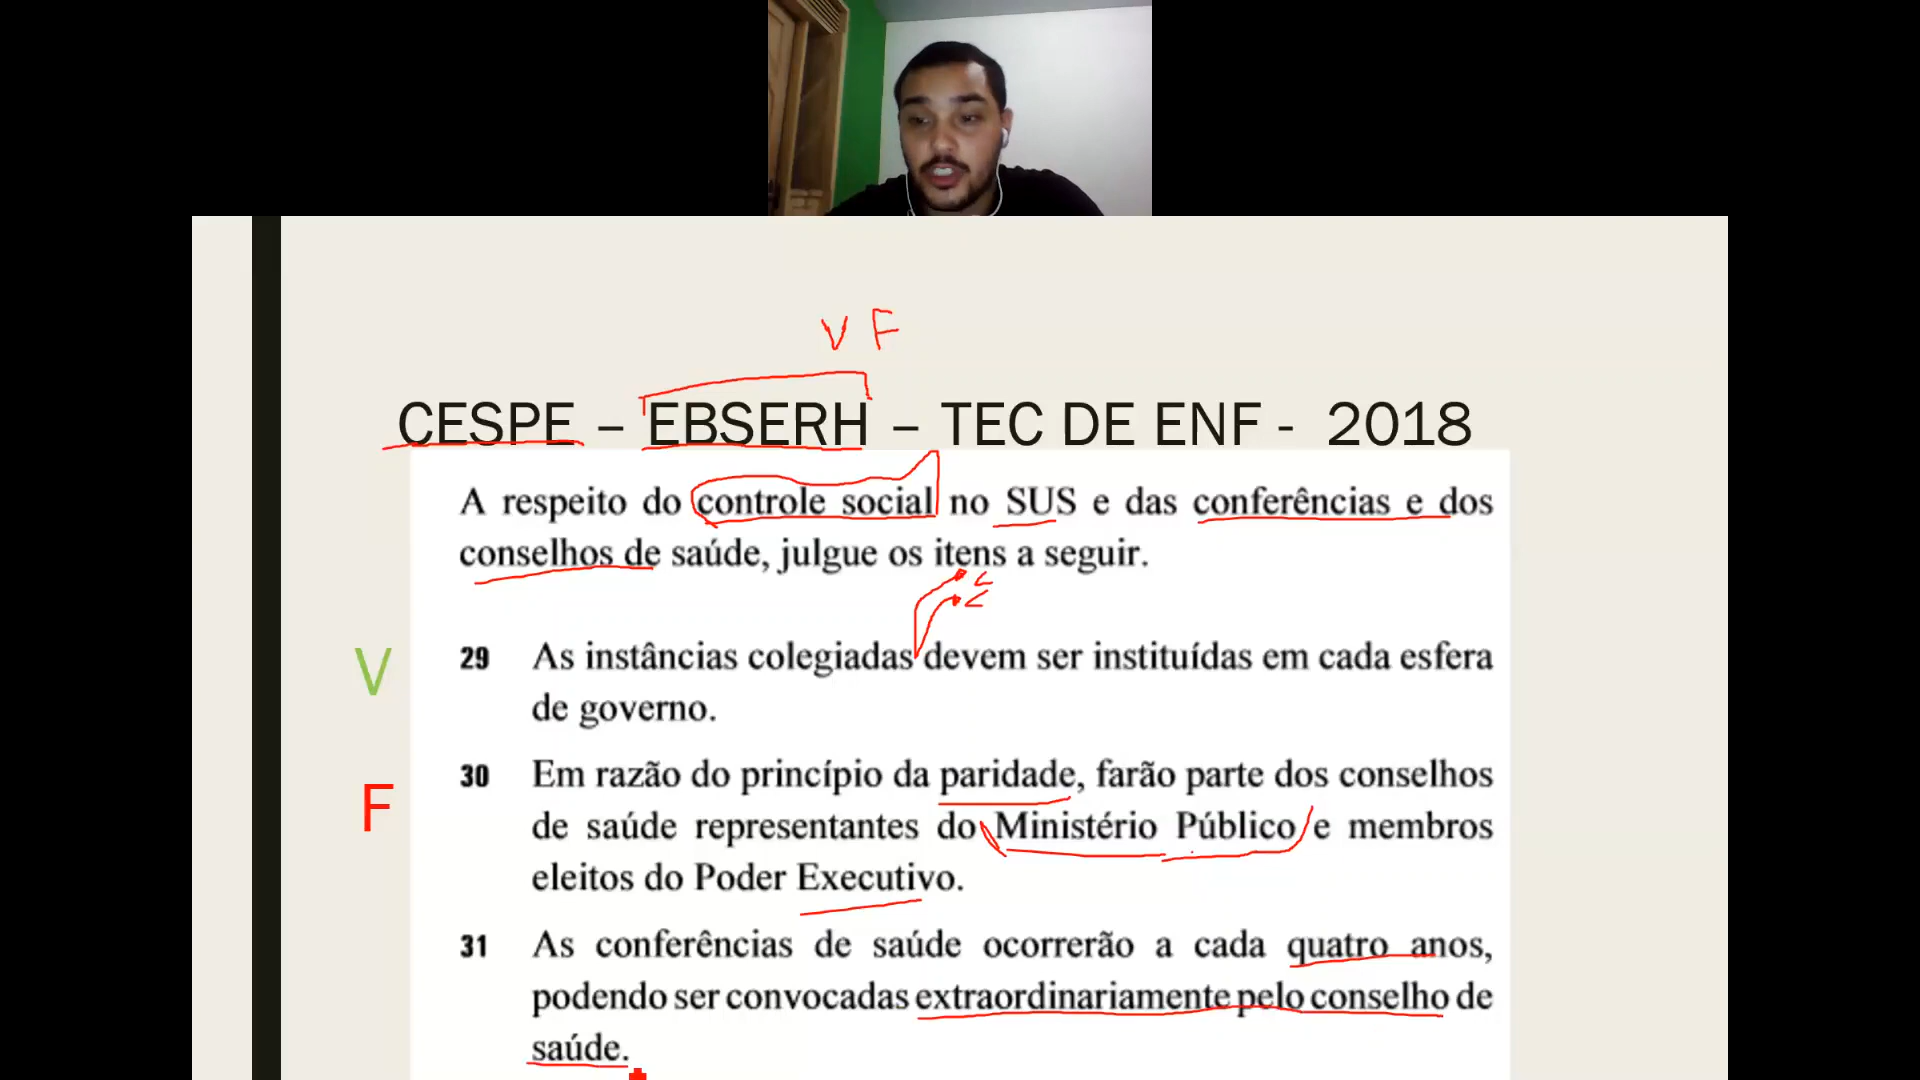 V F
CESPE – EBSERH – TEC DE ENF - 2018
A respeito do controle social no SUS e das conferências e dos
conselhos de saúde, julgue os itens a seguir.
V 29 As instâncias colegiadas devem ser instituídas em cada esfera
de governo.
30 Em razão do princípio da paridade, farão parte dos conselhos
F de saúde representantes do Ministério Público e membros
eleitos do Poder Executivo.
31 As conferências de saúde ocorrerão a cada quatro anos,
podendo ser convocadas extraordinariamente pelo conselho de
saúde.